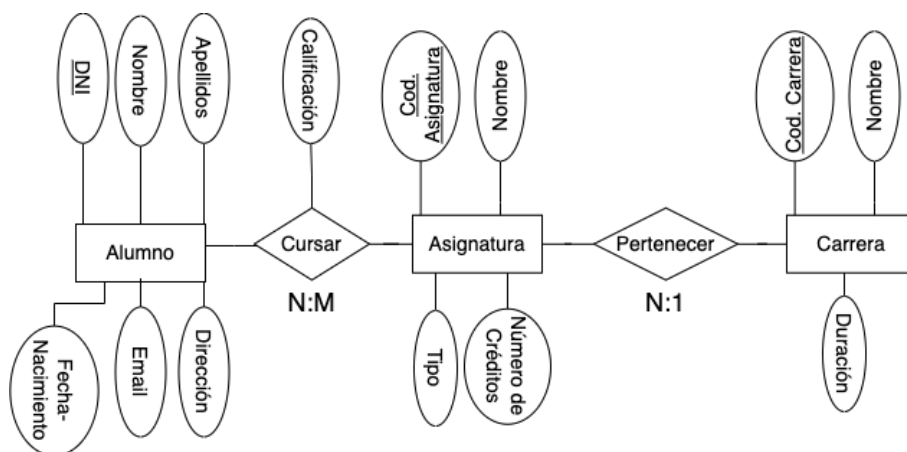 DNI
Nombre
Apellidos
Calificación
Cod.
Asignatura
Nombre
Cod. Carrera
Nombre
Alumno
Cursar
Asignatura
Pertenecer
Carrera
N:M
N:1
Fecha-
Nacimiento
Email
Dirección
Tipo
Número de
Créditos
Duración